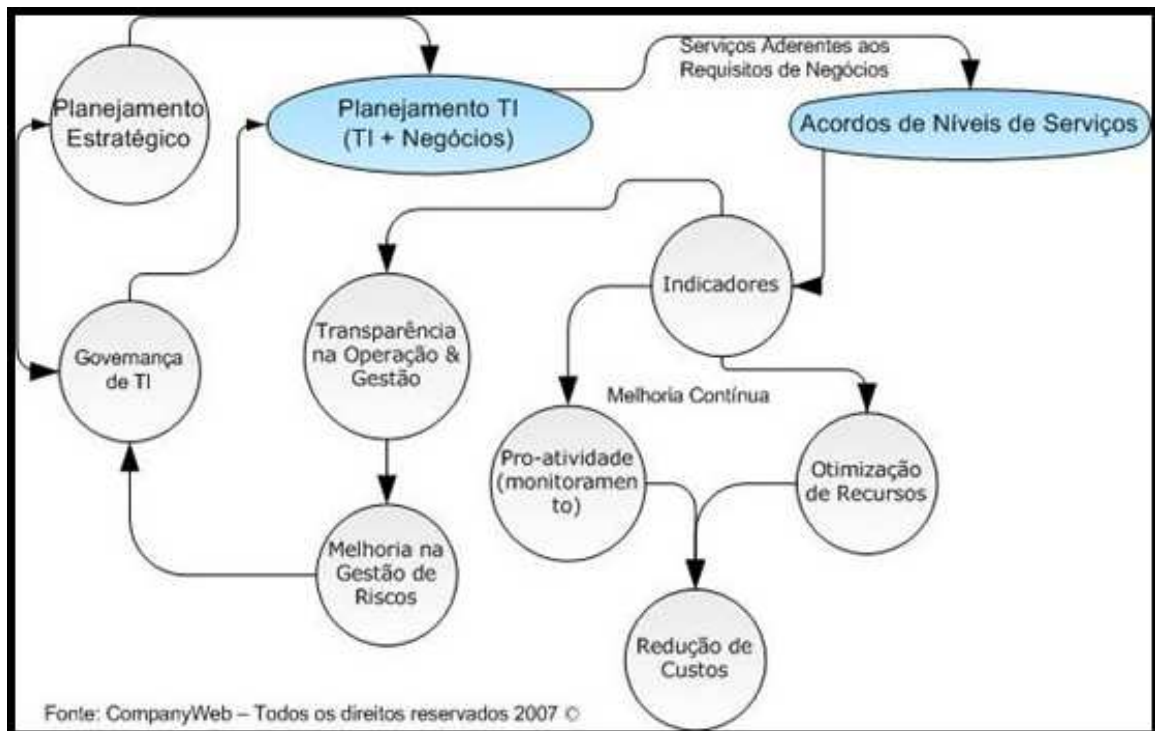 Planejamento
Estratégico
Planejamento TI
(TI + Negócios)
Serviços Aderentes aos
Requisitos de Negócios
Acordos de Níveis de Serviços
Indicadores
Transparência
na Operação &
Gestão
Governança
de TI
Melhoria Contínua
Pro-atividade
(monitoramen
to)
Otimização
de Recursos
Melhoria na
Gestão de
Riscos
Redução de
Custos
Fonte: CompanyWeb – Todos os direitos reservados 2007 ©